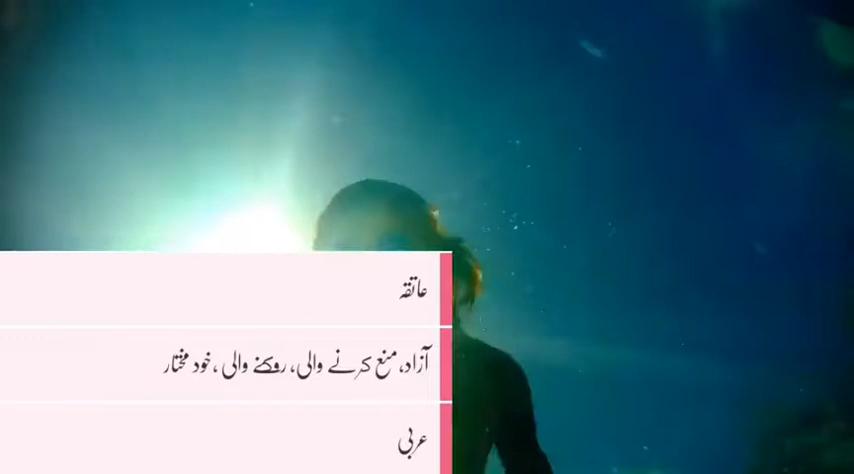 عاتقہ
آزاد،منع کرنے والی، روکنے والی ،خود مختار
عربی